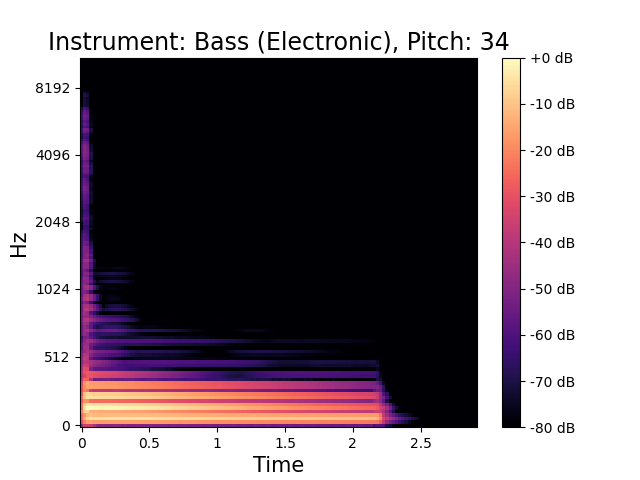 Instrument: Bass (Electronic), Pitch: 34
Hz
8192
4096
2048
1024
512
0
0
0.5
1
1.5
2
2.5
Time
+0 dB
-10 dB
-20 dB
-30 dB
-40 dB
-50 dB
-60 dB
-70 dB
-80 dB